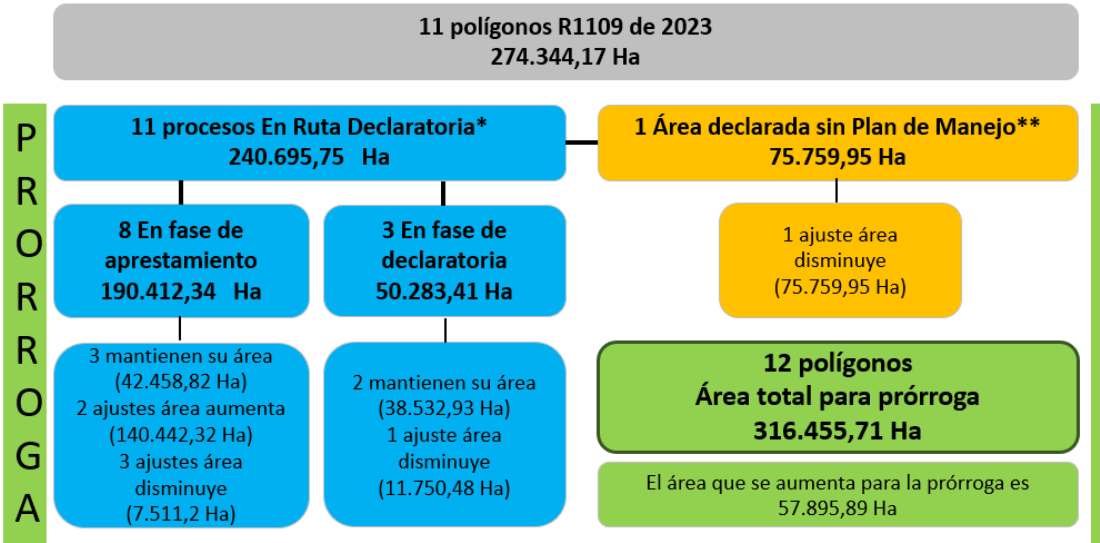 11 polígonos R1109 de 2023
274.344,17 Ha
PRORROGA
11 procesos En Ruta Declaratoria*
240.695,75 Ha
1 Área declarada sin Plan de Manejo**
75.759,95 Ha
8 En fase de
aprestamiento
190.412,34 Ha
3 En fase de
declaratoria
50.283,41 Ha
1 ajuste área
disminuye
(75.759,95 Ha)
3 mantienen su área
(42.458,82 Ha)
2 ajustes área aumenta
(140.442,32 Ha)
3 ajustes área
disminuye
(7.511,2 Ha)
2 mantienen su área
(38.532,93 Ha)
1 ajuste área
disminuye
(11.750,48 Ha)
12 polígonos
Área total para prórroga
316.455,71 Ha
El área que se aumenta para la prórroga es
57.895,89 Ha